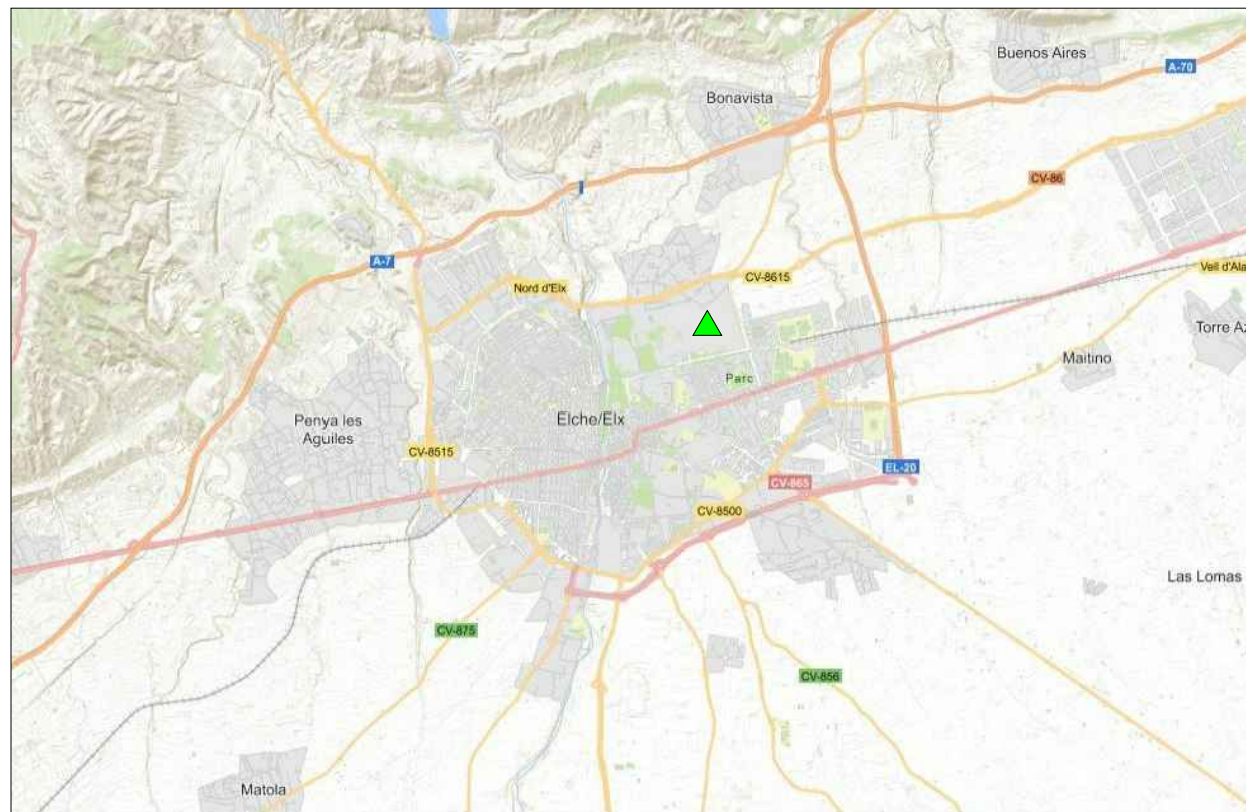 Buenos Aires
A-70
Bonavista
CV-86
A-7
CV-8615
Veil d'Ala
Nord d'Elx
Torre Az
Maitino
Parc
Penya les
Aguiles
Elche/Elx
CV-8515
EL-20
CV-865
CV-8500
Las Lomas
CV-875
CV-856
Matola